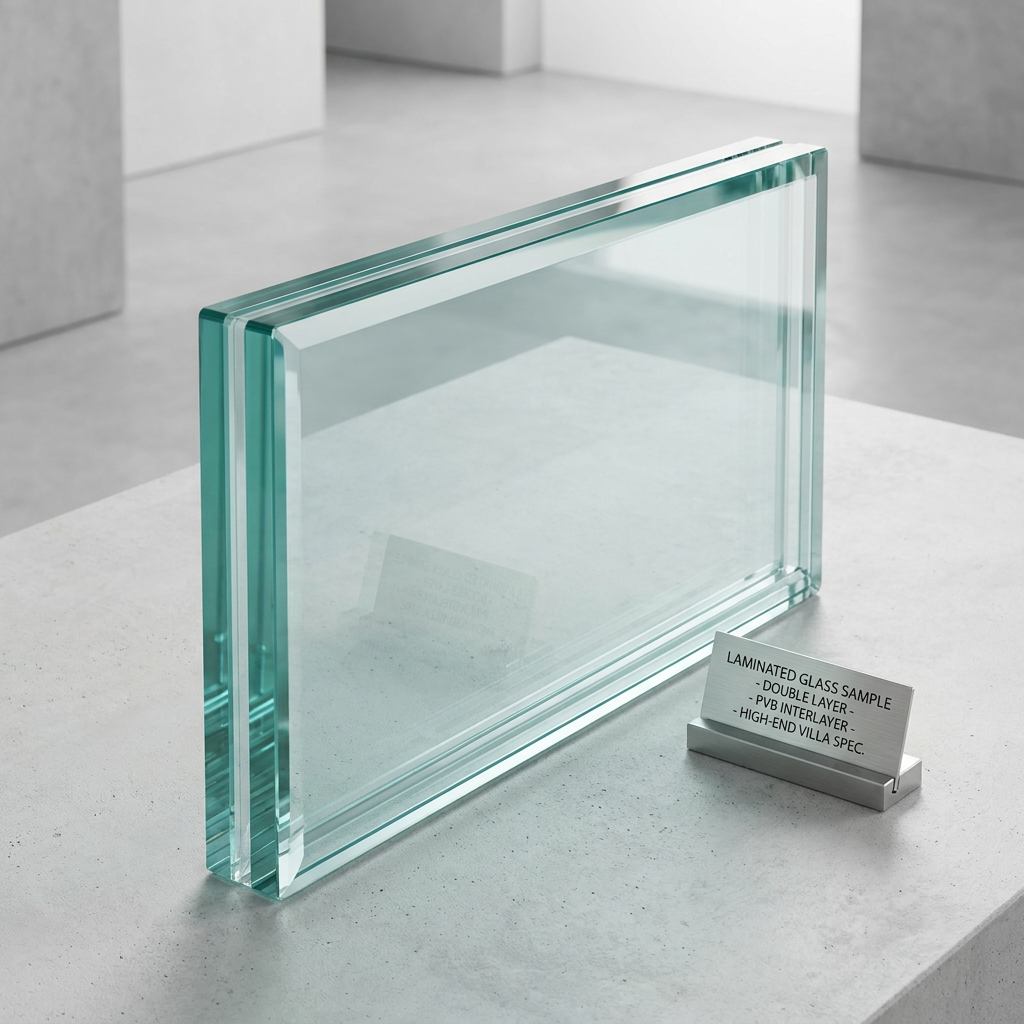 LAMINATED GLASS SAMPLE
- DOUBLE LAYER -
- PVB INTERLAYER -
- HIGH-END VILLA SPEC.